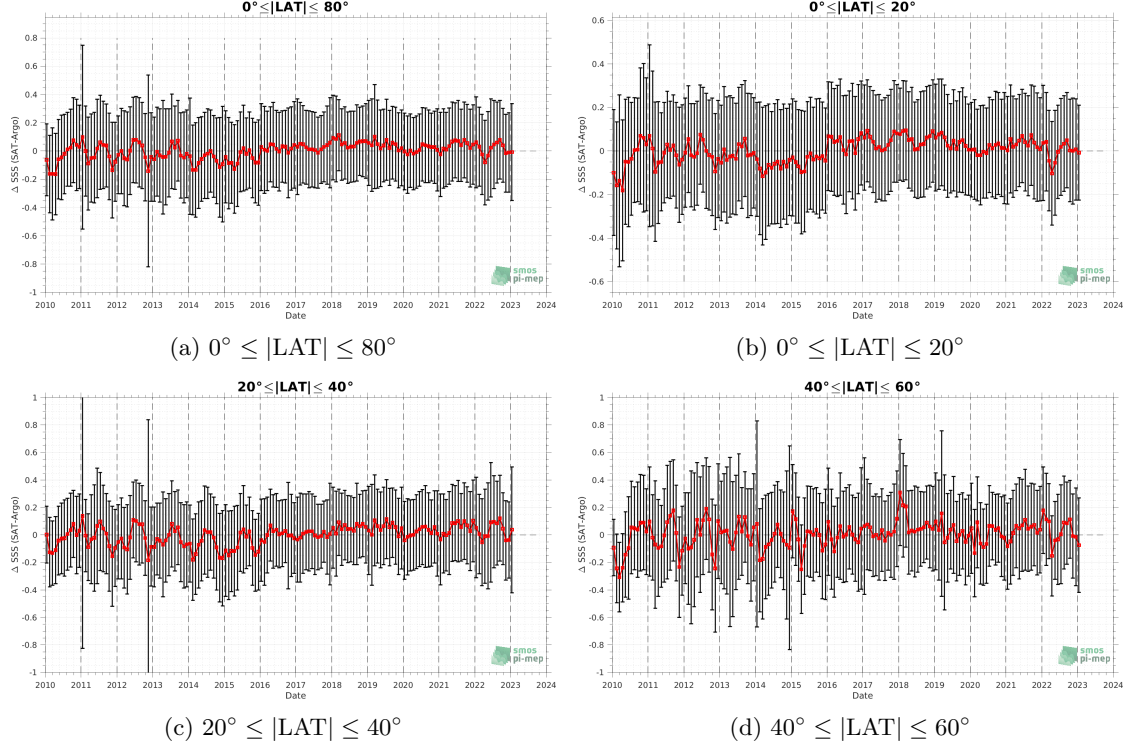 0°≤|LAT|≤ 80°
0.8
0.6
0.4
0.2
0
-0.2
-0.4
-0.6
-0.8
-1
Δ SSS (SAT-Argo)
2010 2011 2012 2013 2014 2015 2016 2017 2018 2019 2020 2021 2022 2023 2024
Date
smos
pi-mep
(a) 0° ≤ |LAT| ≤ 80°
0°≤|LAT|≤ 20°
0.6
0.4
0.2
0
-0.2
-0.4
-0.6
Δ SSS (SAT-Argo)
2010 2011 2012 2013 2014 2015 2016 2017 2018 2019 2020 2021 2022 2023 2024
Date
smos
pi-mep
(b) 0° ≤ |LAT| ≤ 20°
20°≤|LAT|≤ 40°
1
0.8
0.6
0.4
0.2
0
-0.2
-0.4
-0.6
-0.8
-1
Δ SSS (SAT-Argo)
2010 2011 2012 2013 2014 2015 2016 2017 2018 2019 2020 2021 2022 2023 2024
Date
smos
pi-mep
(c) 20° ≤ |LAT| ≤ 40°
40°≤|LAT|≤ 60°
1
0.8
0.6
0.4
0.2
0
-0.2
-0.4
-0.6
-0.8
-1
Δ SSS (SAT-Argo)
2010 2011 2012 2013 2014 2015 2016 2017 2018 2019 2020 2021 2022 2023 2024
Date
smos
pi-mep
(d) 40° ≤ |LAT| ≤ 60°